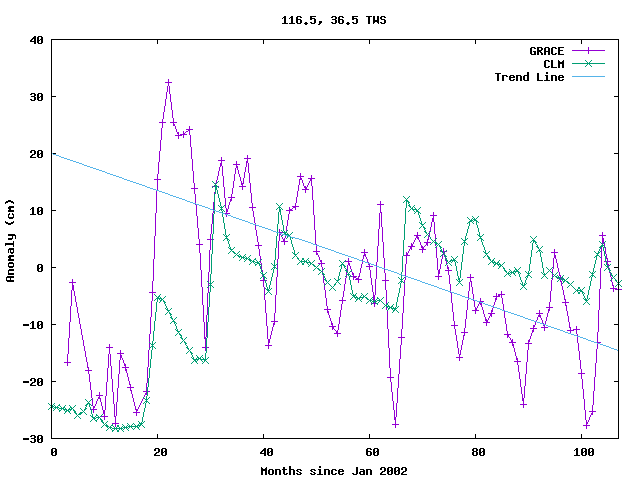 116.5, 36.5 TWS
GRACE
CLM
Trend Line
Anomaly (cm)
40
30
20
10
0
-10
-20
-30
0 20 40 60 80 100
Months since Jan 2002